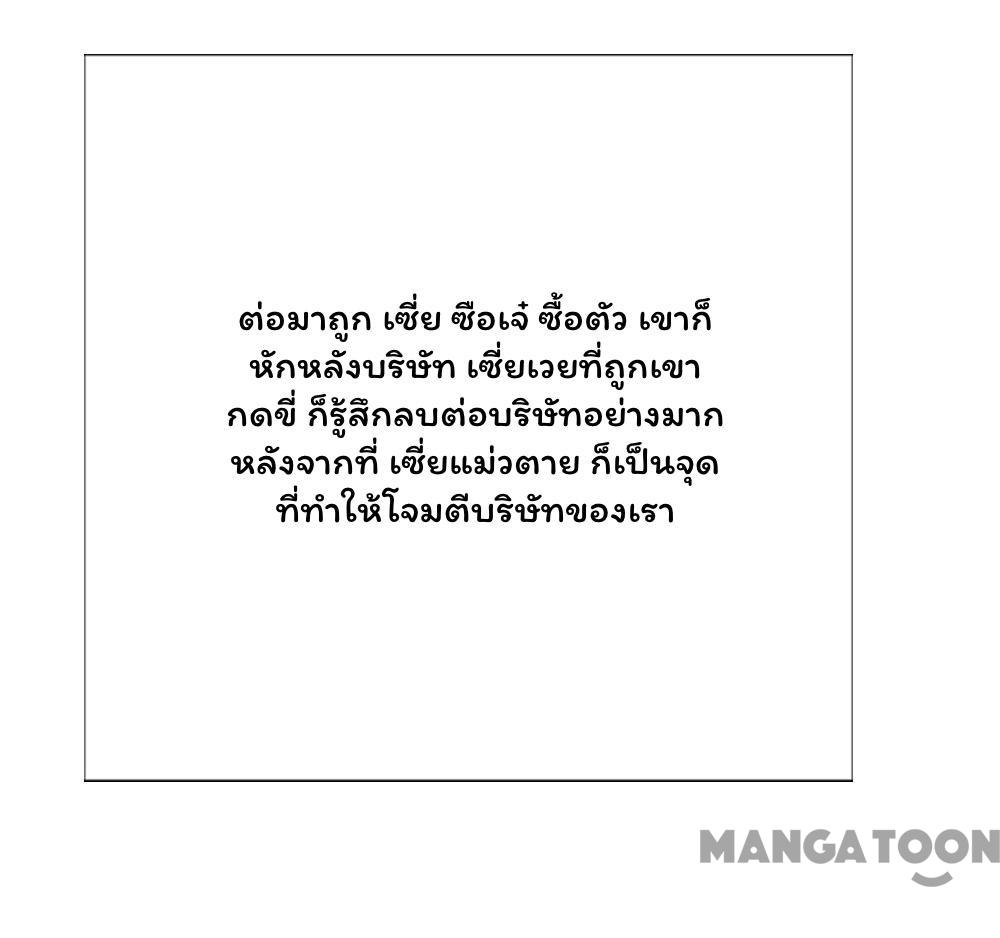 ต่อมาถูก เซี่ย ซือเจ๋ ซื้อตัว เขาก็
หักหลังบริษัท เซี่ยเวยที่ถูกเขา
กดขี่ ก็รู้สึกลบต่อบริษัทอย่างมาก
หลังจากที่ เซี่ยแม่วตาย ก็เป็นจุด
ที่ทำให้โจมตีบริษัทของเรา
MANGATOON